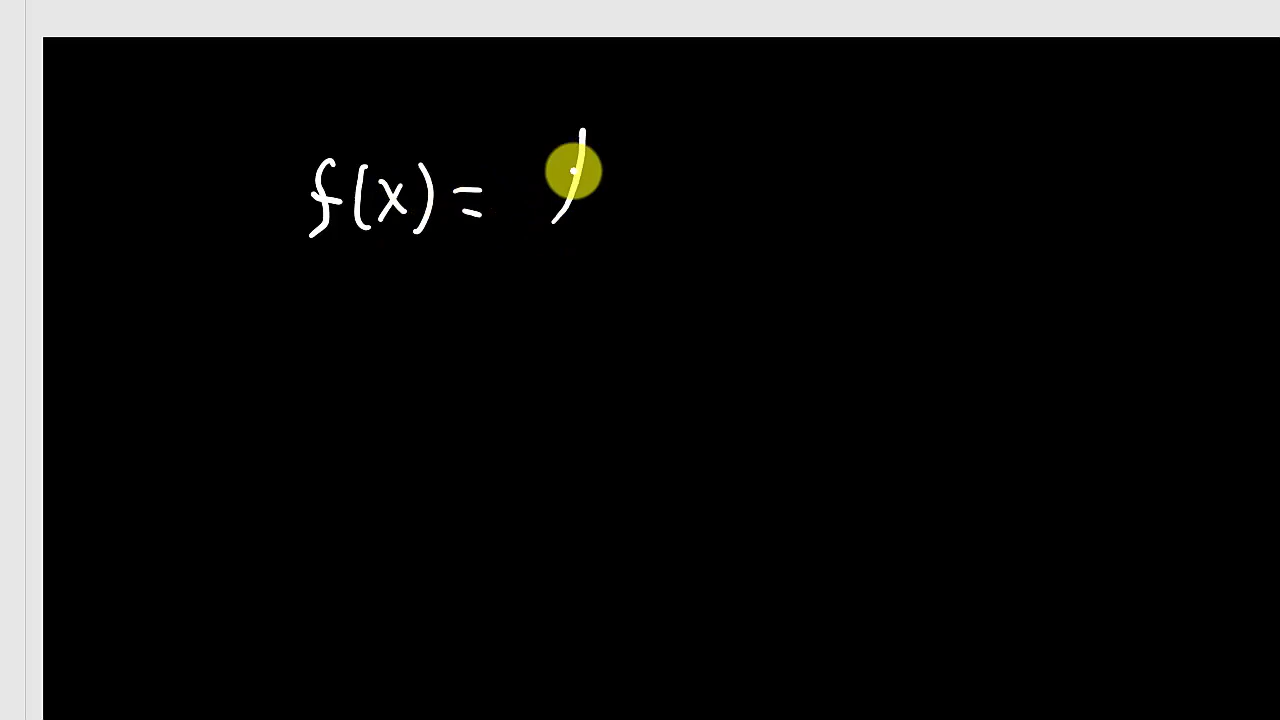 f(x) =